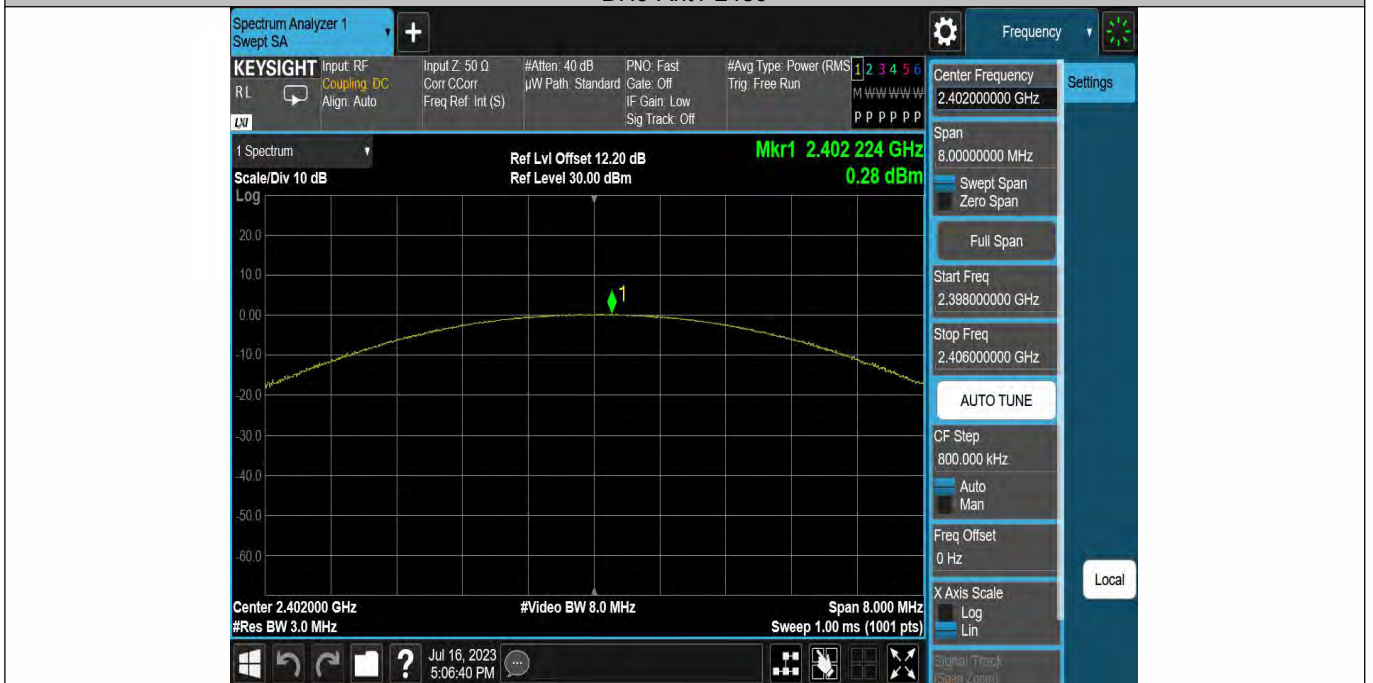 Spectrum Analyzer 1
Swept SA
Frequency
KEYSIGHT
RL
LXI
Input: RF
Coupling: DC
Align: Auto
Input Z: 50 Ω
Corr CCorr
Freq Ref: Int (S)
#Atten: 40 dB
µW Path: Standard
PNO: Fast
Gate: Off
IF Gain: Low
Sig Track: Off
#Avg Type: Power (RMS
Trig: Free Run
1 2 3 4 5 6
M W W W W W
P P P P P P
1 Spectrum
Scale/Div 10 dB
Ref Lvl Offset 12.20 dB
Ref Level 30.00 dBm
Mkr1 2.402 224 GHz
0.28 dBm
Log
20.0
10.0
0.00
-10.0
-20.0
-30.0
-40.0
-50.0
-60.0
1
Center 2.402000 GHz
#Res BW 3.0 MHz
#Video BW 8.0 MHz
Span 8.000 MHz
Sweep 1.00 ms (1001 pts)
Jul 16, 2023
5:06:40 PM
Center Frequency
2.402000000 GHz
Settings
Span
8.00000000 MHz
Swept Span
Zero Span
Full Span
Start Freq
2.398000000 GHz
Stop Freq
2.406000000 GHz
AUTO TUNE
CF Step
800.000 kHz
Auto
Man
Freq Offset
0 Hz
X Axis Scale
Log
Lin
Local
Signal Track
(Span Zoom)